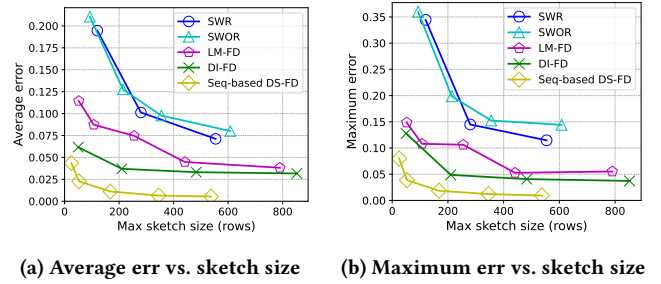 0.200
0.175
0.150
0.125
0.100
0.075
0.050
0.025
0.000
Average error
0 200 400 600 800
Max sketch size (rows)
SWR
SWOR
LM-FD
DI-FD
Seq-based DS-FD
(a) Average err vs. sketch size
0.35
0.30
0.25
0.20
0.15
0.10
0.05
0.00
Maximum error
0 200 400 600 800
Max sketch size (rows)
SWR
SWOR
LM-FD
DI-FD
Seq-based DS-FD
(b) Maximum err vs. sketch size